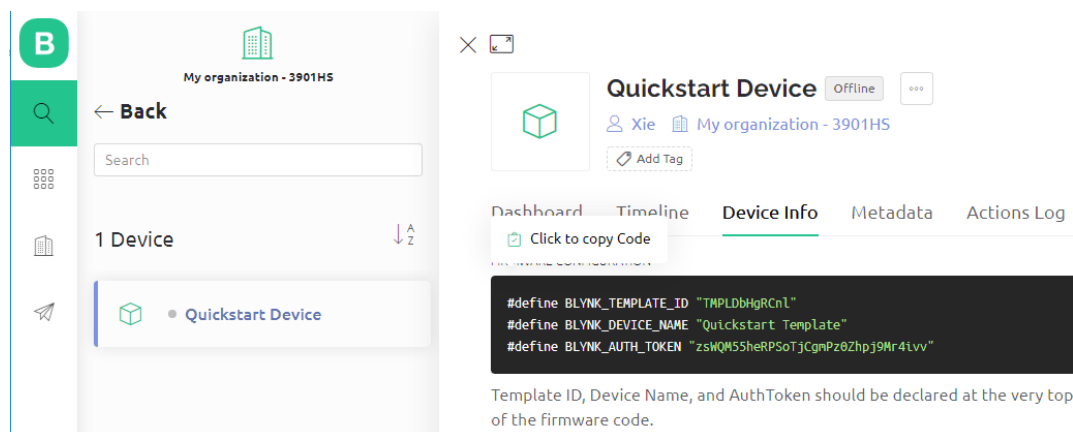 B
My organization - 3901HS
← Back
Search
1 Device
A
Z
Quickstart Device
Quickstart Device
Offline
Xie My organization - 3901HS
Add Tag
Dashboard Timeline Device Info Metadata Actions Log
Click to copy Code
FIRMWARE CONFIGURATION
#define BLYNK_TEMPLATE_ID "TMPLDbHgRCnl"
#define BLYNK_DEVICE_NAME "Quickstart Template"
#define BLYNK_AUTH_TOKEN "zsWQM55heRPSoTjCgmPz0Zhpj9Mr4ivv"
Template ID, Device Name, and AuthToken should be declared at the very top
of the firmware code.